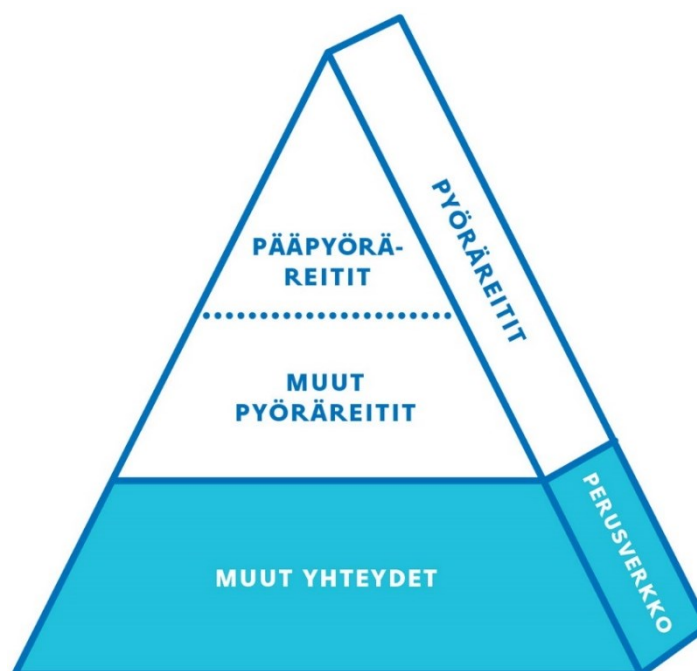 PÄÄPYÖRÄ-
REITIT
MUUT
PYÖRÄREITIT
MUUT YHTEYDET
PYÖRÄREITIT
PERUSVERKKO